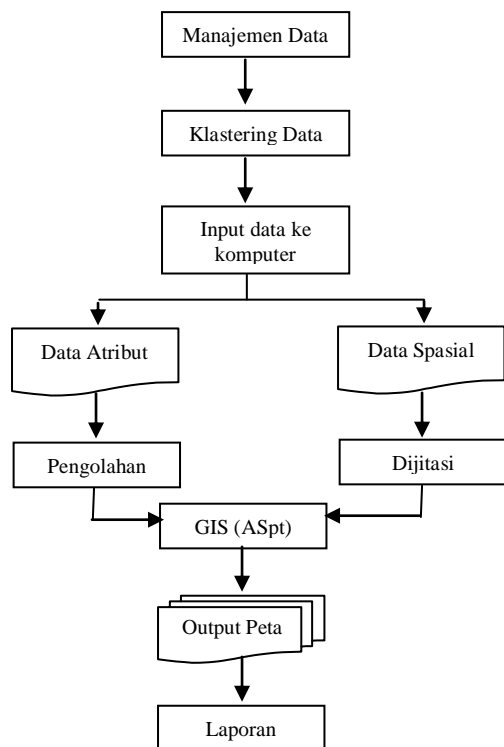 Manajemen Data
Klastering Data
Input data ke
komputer
Data Atribut
Data Spasial
Pengolahan
Dijitasi
GIS (ASpt)
Output Peta
Laporan